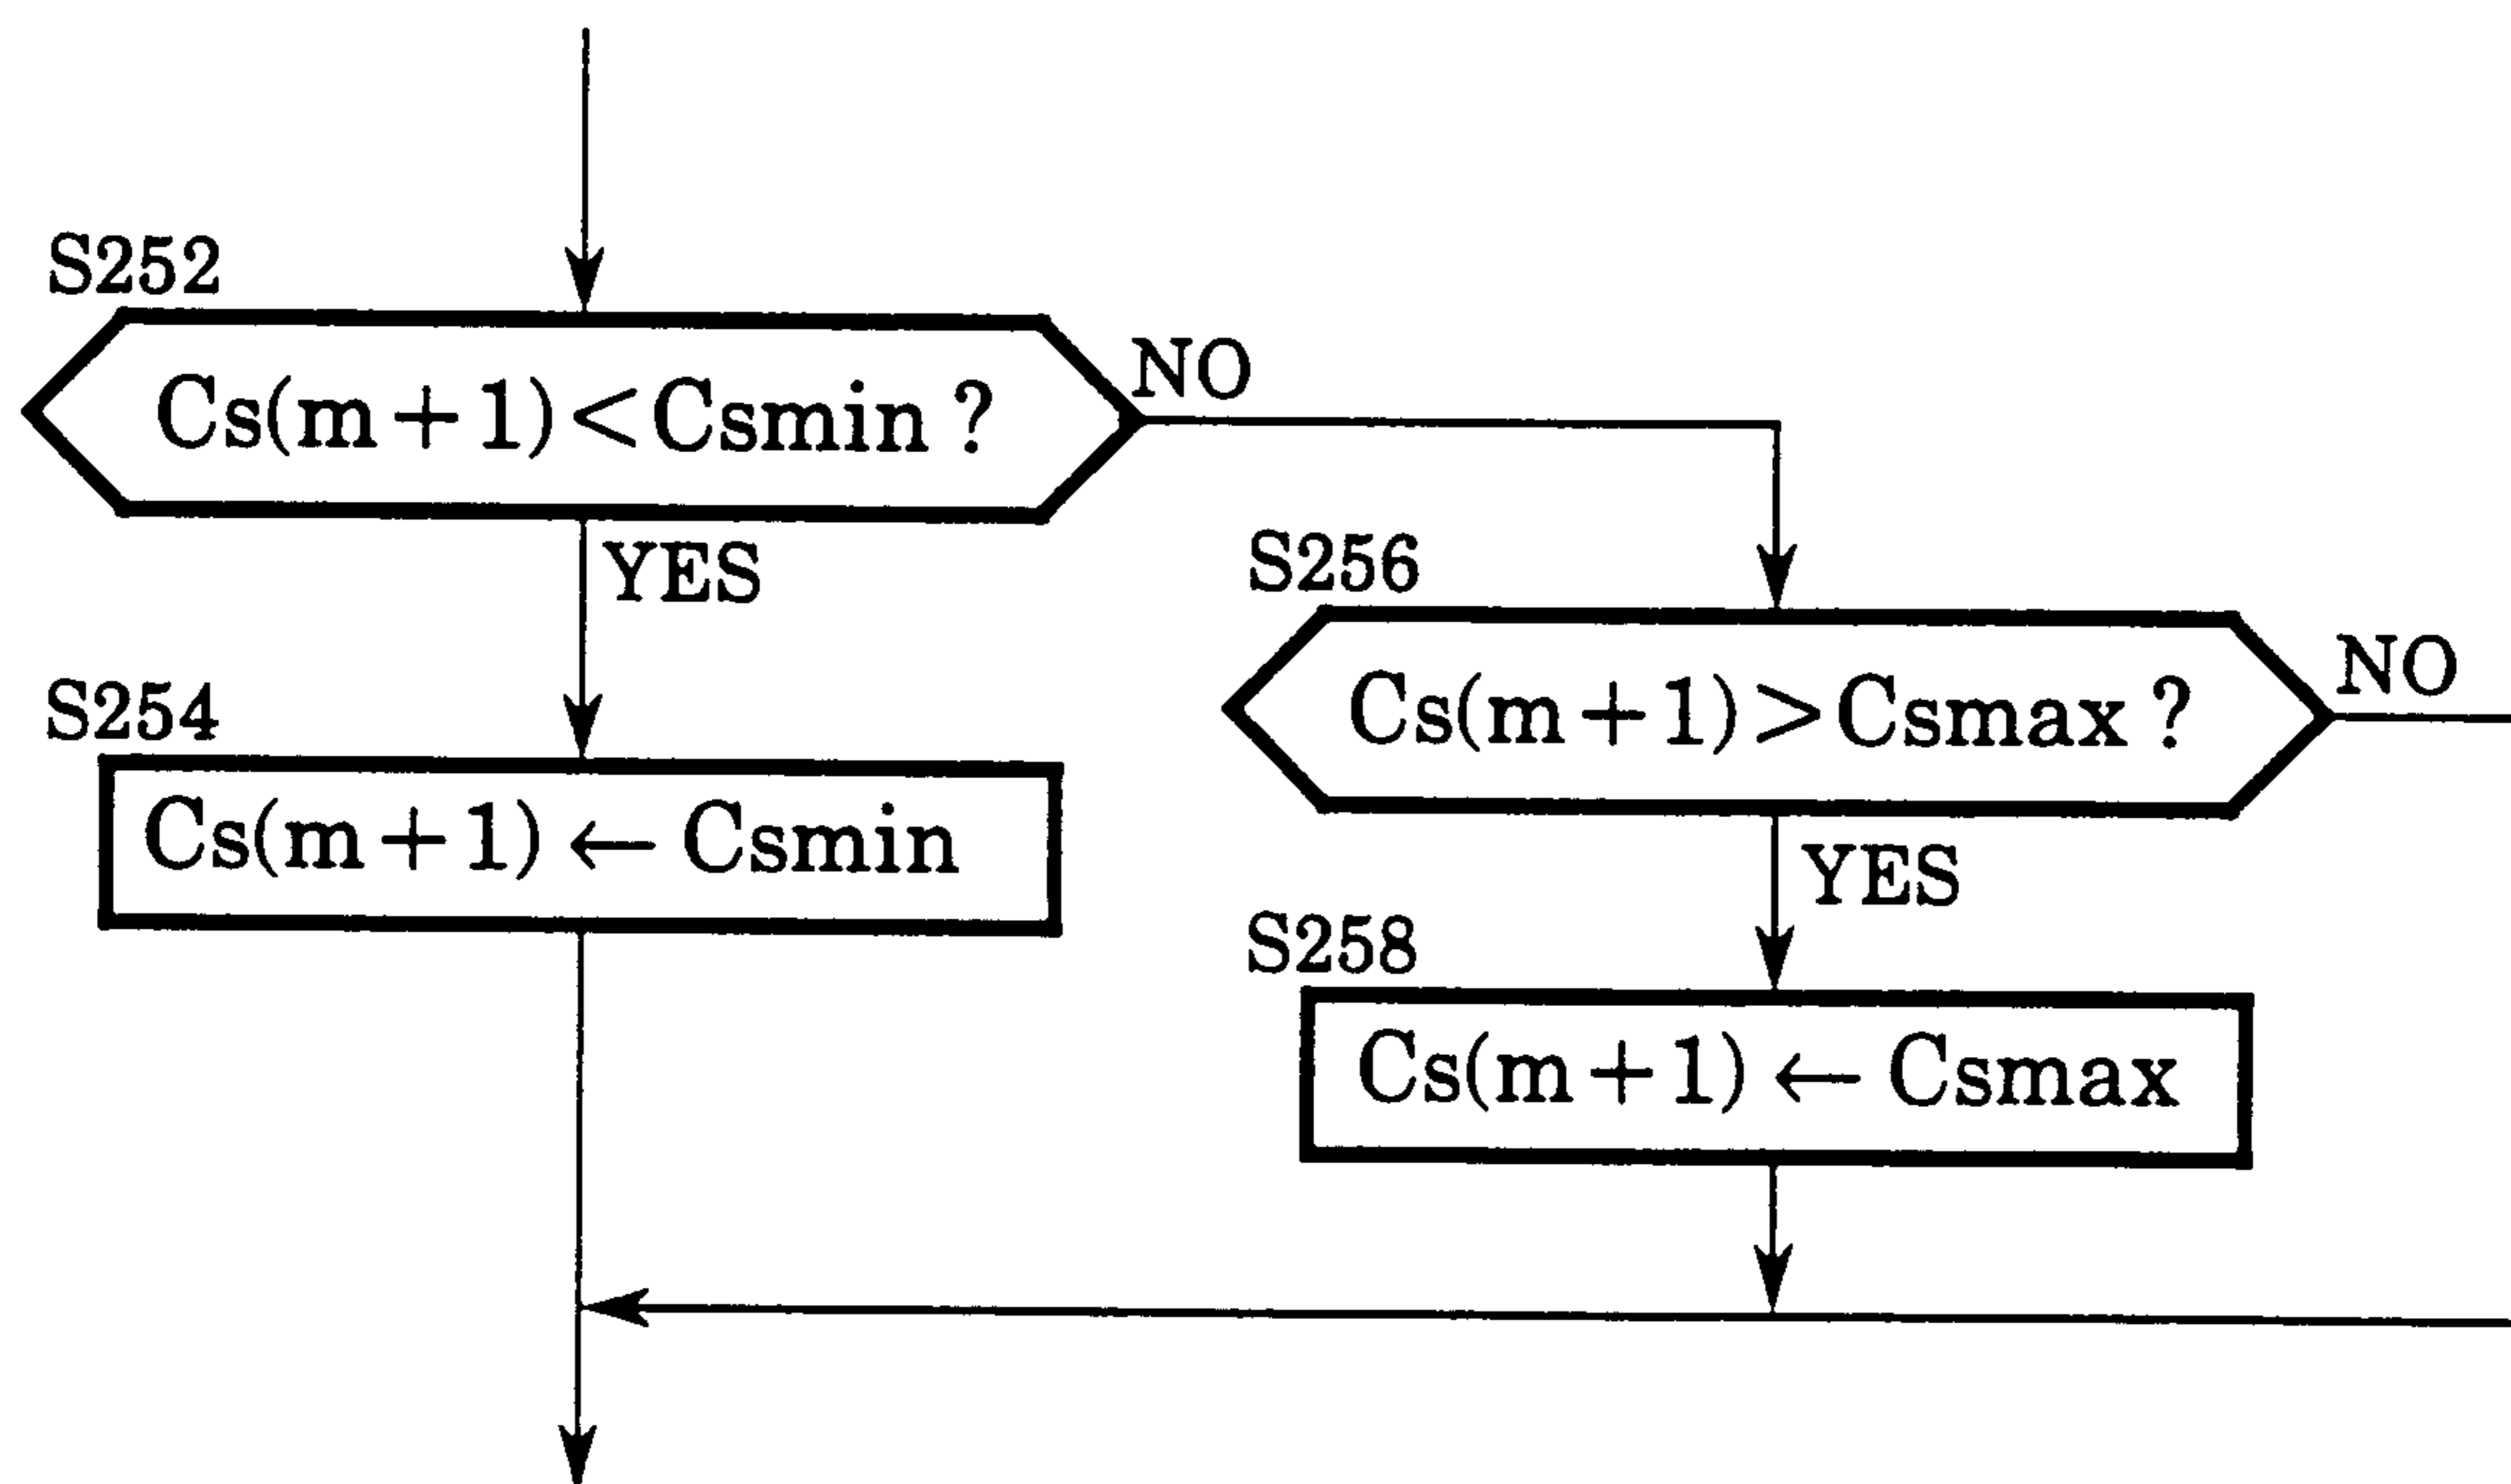 S252
Cs(m+1)<Csmin ?
NO
YES
S256
Cs(m+1)>Csmax ?
NO
S254
Cs(m+1) ← Csmin
YES
S258
Cs(m+1) ← Csmax